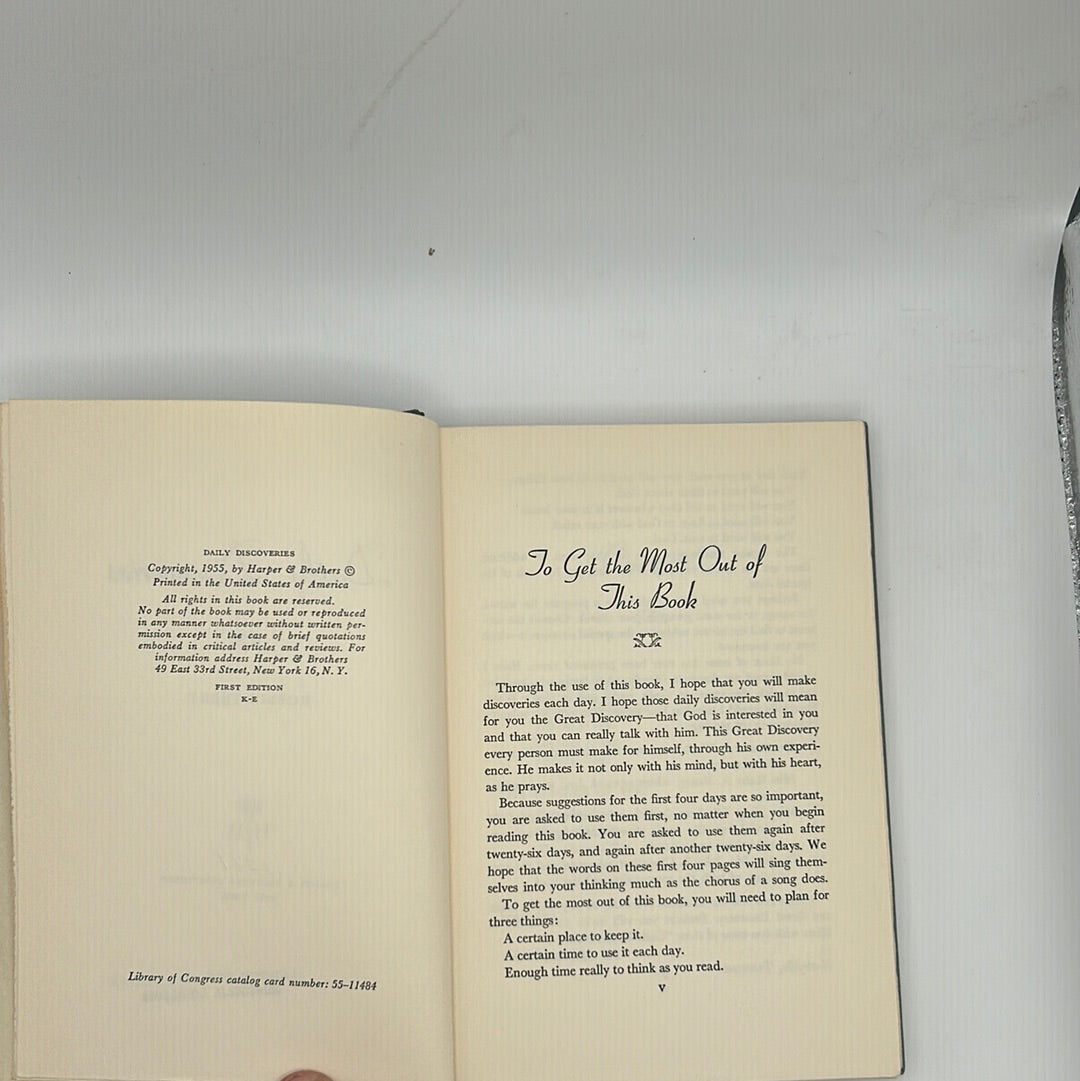 DAILY DISCOVERIES
Copyright, 1955, by Harper & Brothers ©
Printed in the United States of America
All rights in this book are reserved.
No part of the book may be used or reproduced
in any manner whatsoever without written per-
mission except in the case of brief quotations
embodied in critical articles and reviews. For
information address Harper & Brothers
49 East 33rd Street, New York 16, N. Y.
FIRST EDITION
K-E
Library of Congress catalog card number: 55-11484
To Get the Most Out of
This Book
Through the use of this book, I hope that you will make
discoveries each day. I hope those daily discoveries will mean
for you the Great Discovery—that God is interested in you
and that you can really talk with him. This Great Discovery
every person must make for himself, through his own experi-
ence. He makes it not only with his mind, but with his heart,
as he prays.
Because suggestions for the first four days are so important,
you are asked to use them first, no matter when you begin
reading this book. You are asked to use them again after
twenty-six days, and again after another twenty-six days. We
hope that the words on these first four pages will sing them-
selves into your thinking much as the chorus of a song does.
To get the most out of this book, you will need to plan for
three things:
A certain place to keep it.
A certain time to use it each day.
Enough time really to think as you read.
v